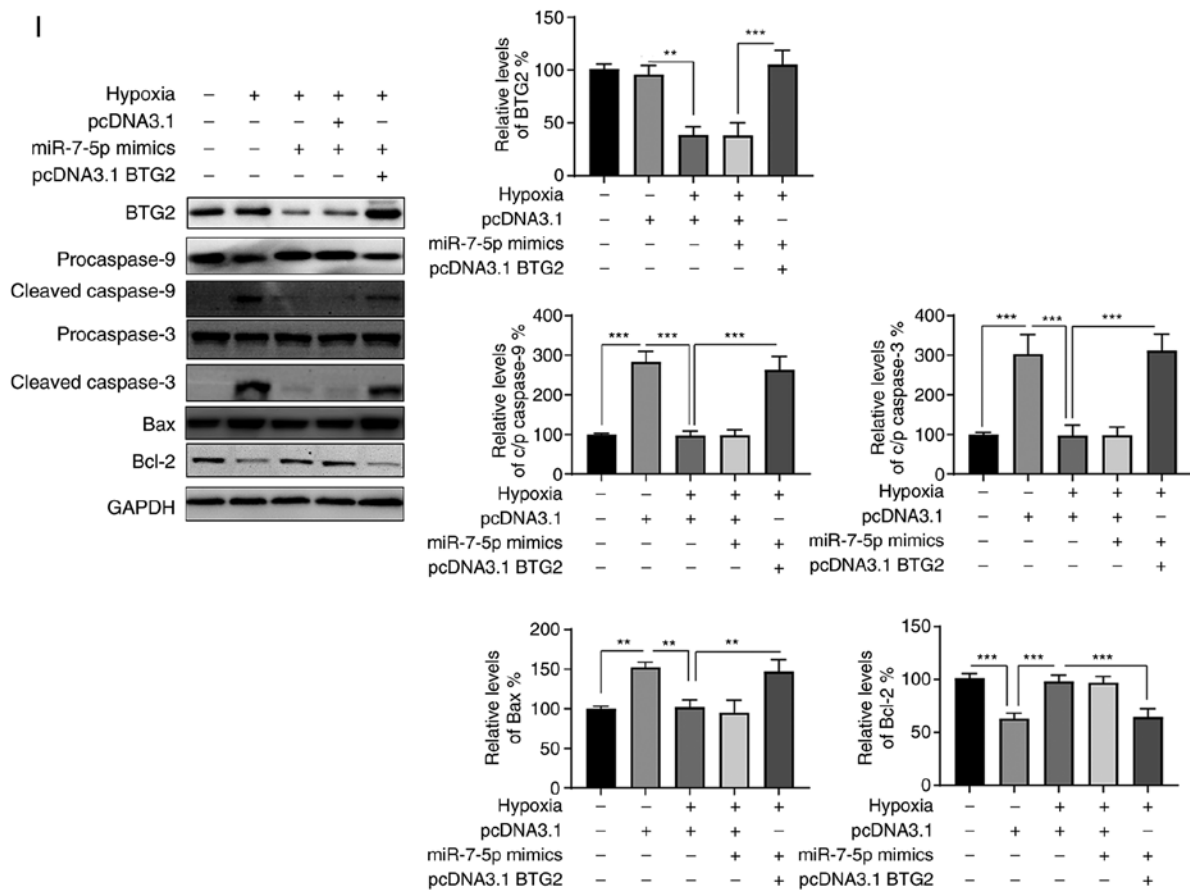 I
Hypoxia – + + + +
pcDNA3.1 – – – + –
miR-7-5p mimics – – + + +
pcDNA3.1 BTG2 – – – – +
BTG2
Procaspase-9
Cleaved caspase-9
Procaspase-3
Cleaved caspase-3
Bax
Bcl-2
GAPDH
Relative levels
of BTG2 %
150
100
50
0
** ***
Hypoxia – – + + +
pcDNA3.1 – + + + –
miR-7-5p mimics – – – + +
pcDNA3.1 BTG2 – – – – +
Relative levels
of c/p caspase-9 %
400
300
200
100
0
*** *** ***
Hypoxia – – + + +
pcDNA3.1 – + + + –
miR-7-5p mimics – – – + +
pcDNA3.1 BTG2 – – – – +
Relative levels
of c/p caspase-3 %
400
300
200
100
0
*** *** ***
Hypoxia – – + + +
pcDNA3.1 – + + + –
miR-7-5p mimics – – – + +
pcDNA3.1 BTG2 – – – – +
Relative levels
of Bax %
200
150
100
50
0
** ** **
Hypoxia – – + + +
pcDNA3.1 – + + + –
miR-7-5p mimics – – – + +
pcDNA3.1 BTG2 – – – – +
Relative levels
of Bcl-2 %
150
100
50
0
*** *** ***
Hypoxia – – + + +
pcDNA3.1 – + + + –
miR-7-5p mimics – – – + +
pcDNA3.1 BTG2 – – – – +